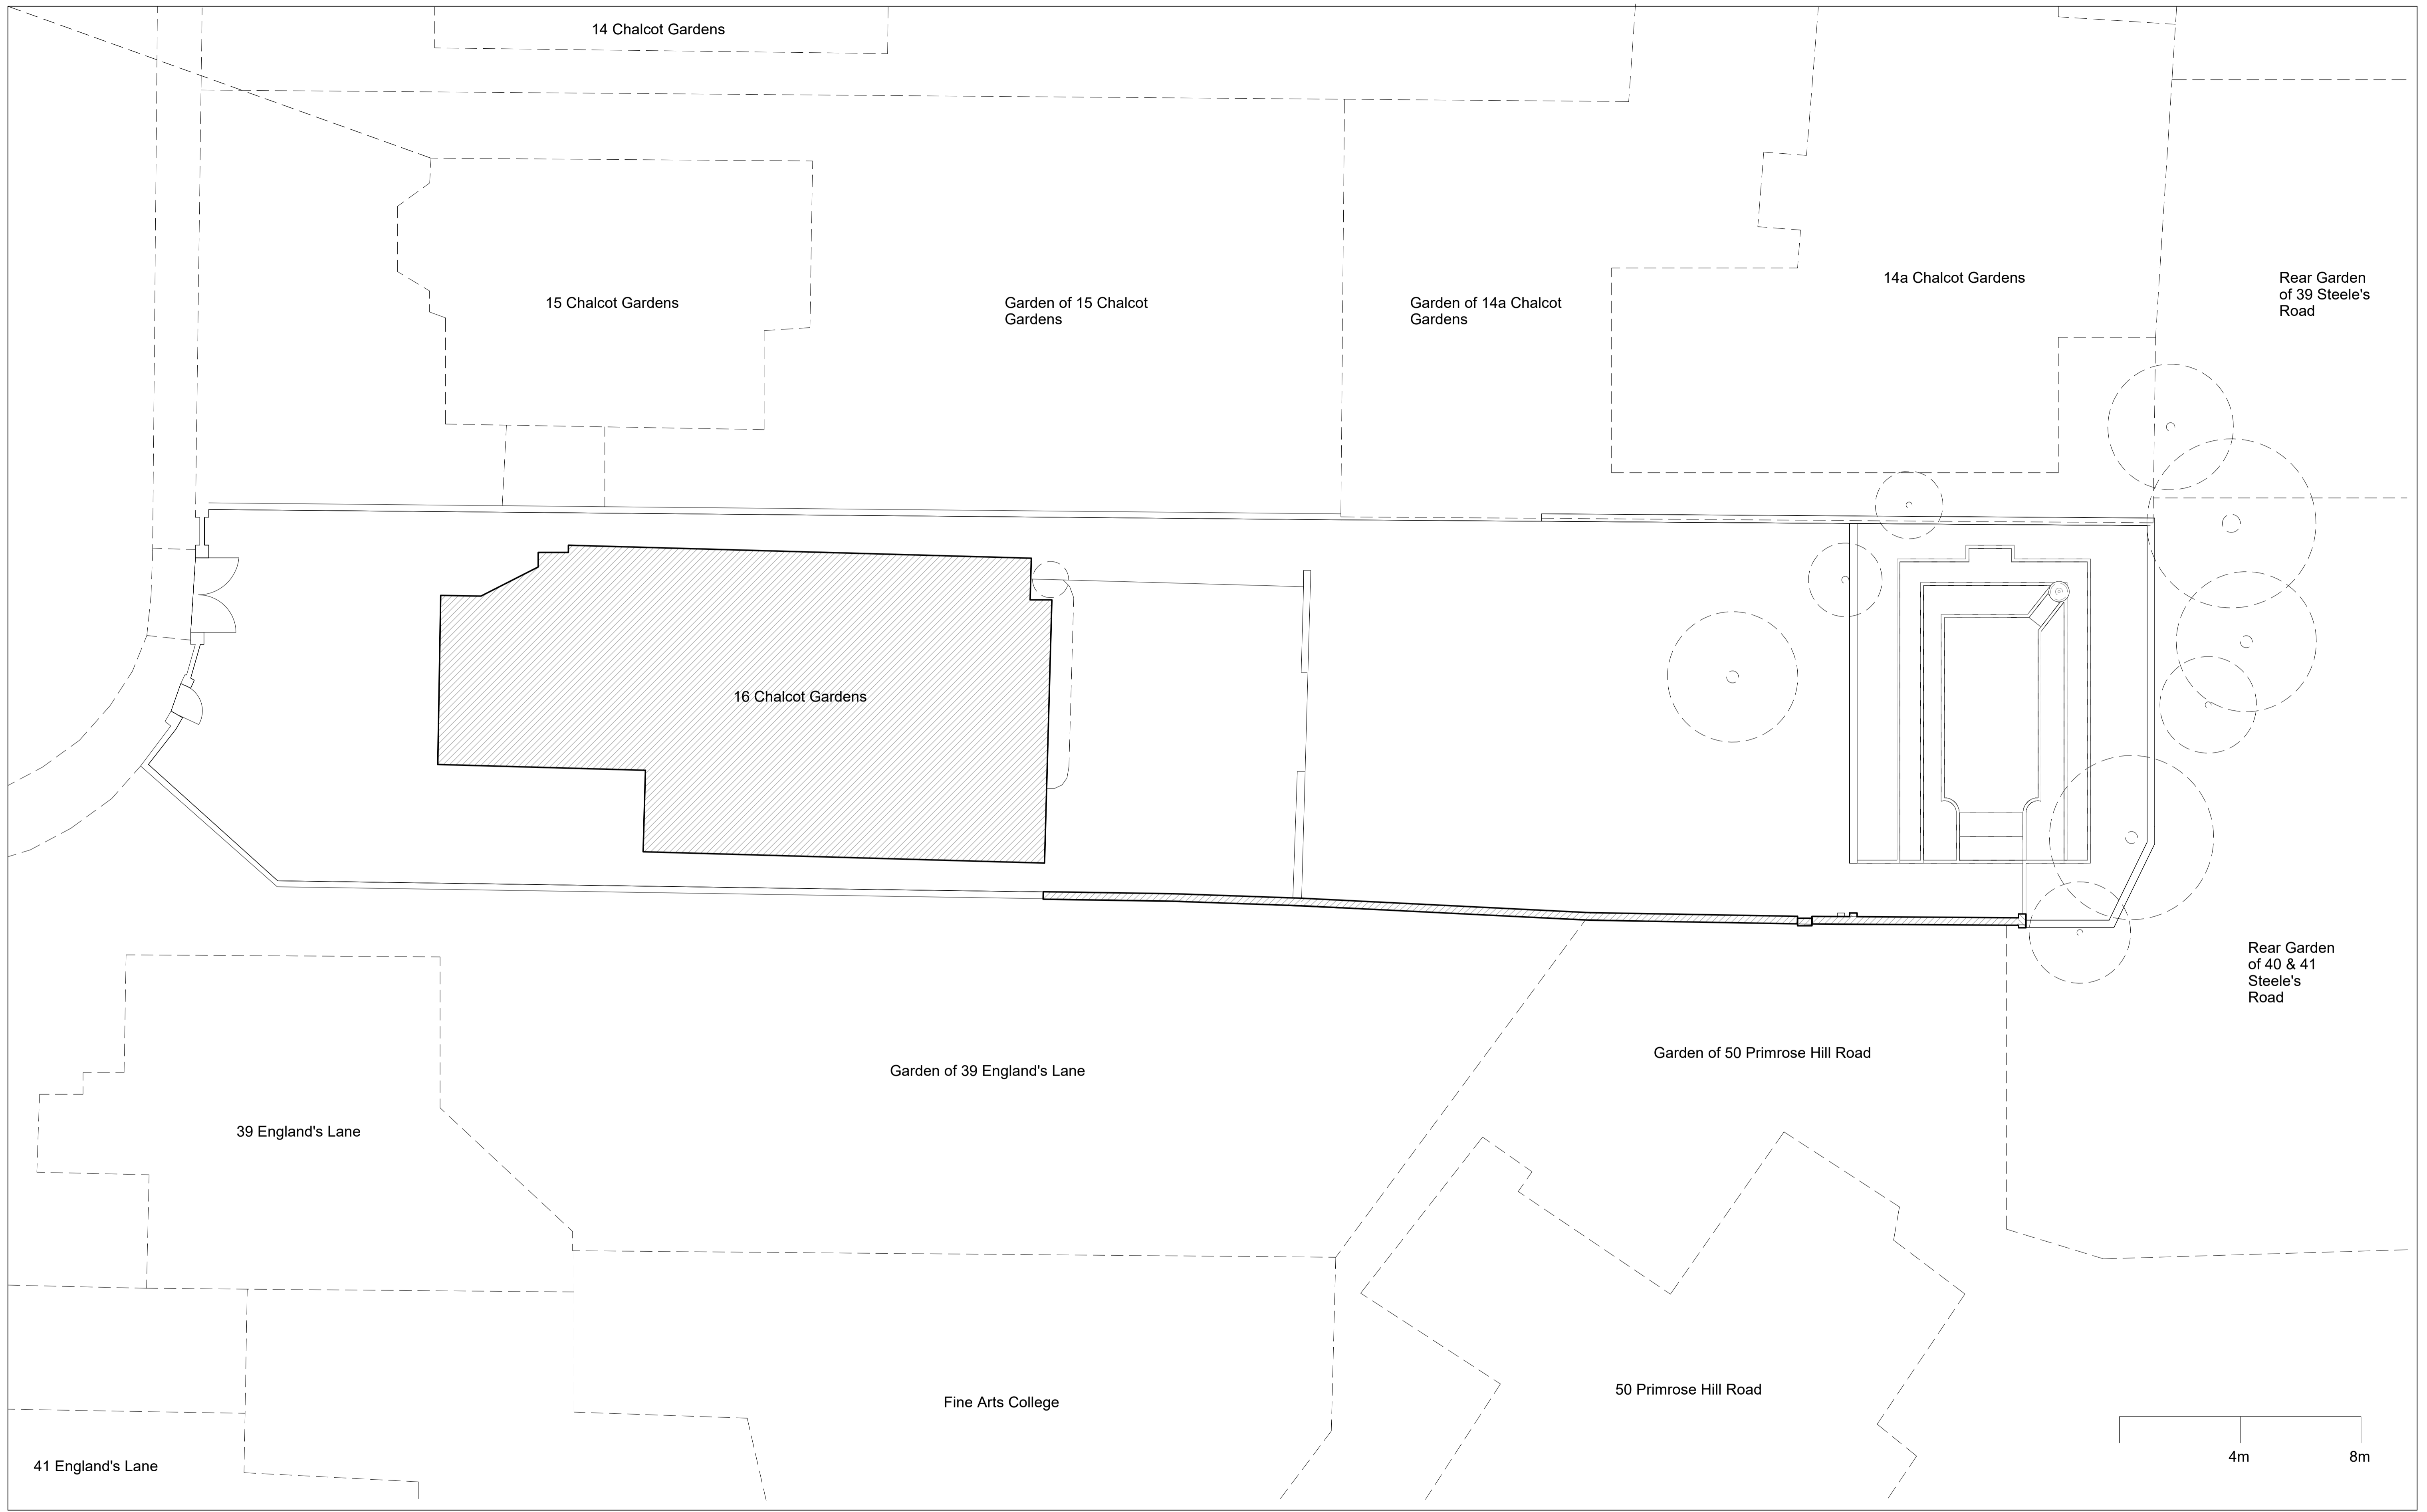 14 Chalcot Gardens
15 Chalcot Gardens
Garden of 15 Chalcot
Gardens
Garden of 14a Chalcot
Gardens
14a Chalcot Gardens
Rear Garden
of 39 Steele's
Road
16 Chalcot Gardens
Rear Garden
of 40 & 41
Steele's
Road
Garden of 50 Primrose Hill Road
Garden of 39 England's Lane
39 England's Lane
50 Primrose Hill Road
Fine Arts College
41 England's Lane
4m
8m